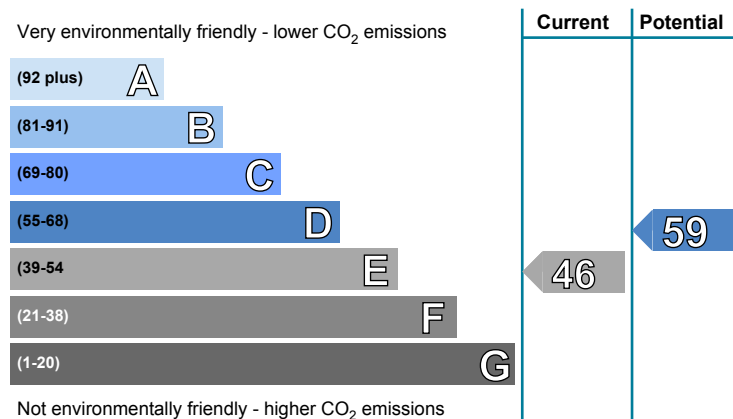 Very environmentally friendly - lower CO2 emissions
Current
Potential
(92 plus) A
(81-91) B
(69-80) C
(55-68) D
59
(39-54 E
46
(21-38) F
(1-20) G
Not environmentally friendly - higher CO2 emissions